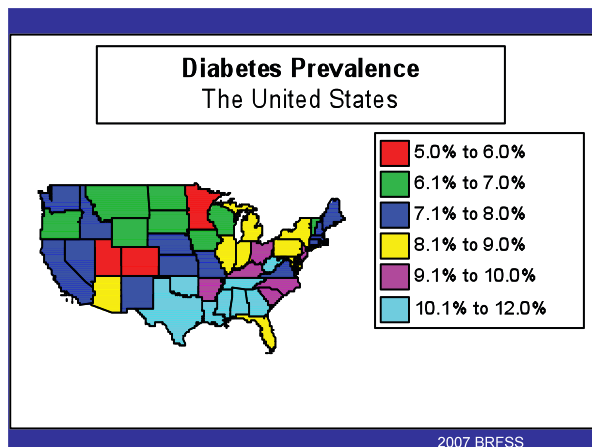 Diabetes Prevalence
The United States
5.0% to 6.0%
6.1% to 7.0%
7.1% to 8.0%
8.1% to 9.0%
9.1% to 10.0%
10.1% to 12.0%
2007 BRFSS